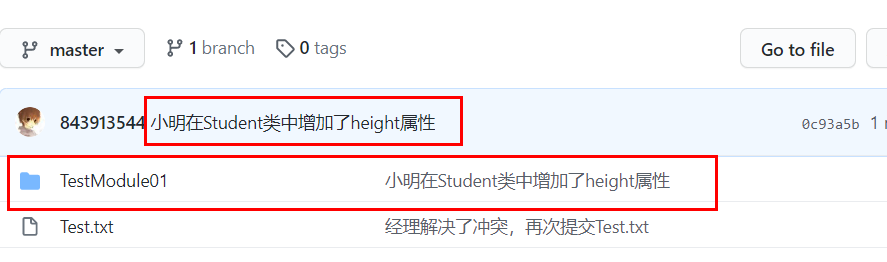 master 1 branch 0 tags Go to file
843913544 小明在Student类中增加了height属性 0c93a5b 1
TestModule01 小明在Student类中增加了height属性
Test.txt 经理解决了冲突，再次提交Test.txt